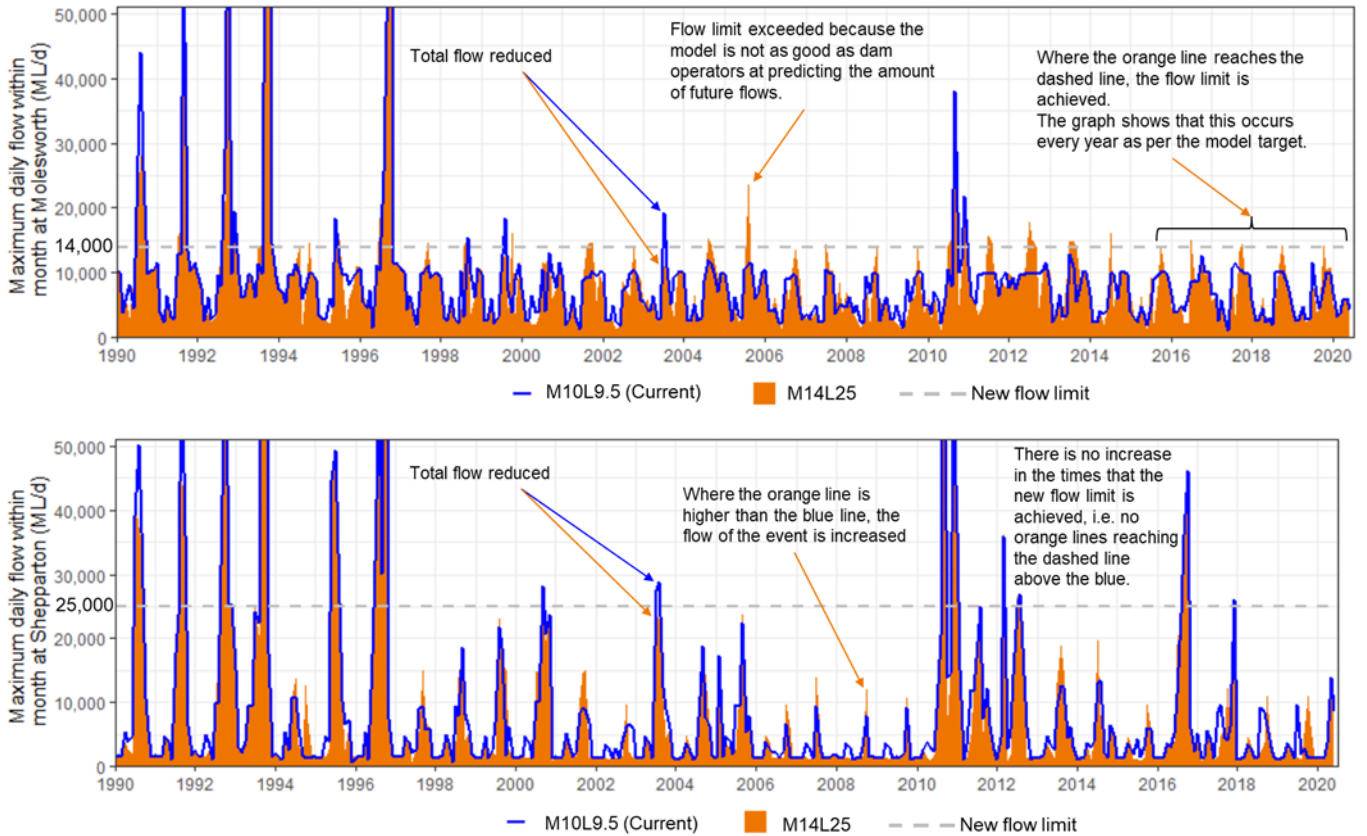 Maximum daily flow within
month at Molesworth (ML/d)
50,000
40,000
30,000
20,000
14,000
10,000
0
Total flow reduced
Flow limit exceeded because the
model is not as good as dam
operators at predicting the amount
of future flows.
Where the orange line reaches the
dashed line, the flow limit is
achieved.
The graph shows that this occurs
every year as per the model target.
1990 1992 1994 1996 1998 2000 2002 2004 2006 2008 2010 2012 2014 2016 2018 2020
M10L9.5 (Current) M14L25 New flow limit
Maximum daily flow within
month at Shepparton (ML/d)
50,000
40,000
30,000
25,000
20,000
10,000
0
Total flow reduced
Where the orange line is
higher than the blue line, the
flow of the event is increased
There is no increase
in the times that the
new flow limit is
achieved, i.e. no
orange lines reaching
the dashed line
above the blue.
1990 1992 1994 1996 1998 2000 2002 2004 2006 2008 2010 2012 2014 2016 2018 2020
M10L9.5 (Current) M14L25 New flow limit